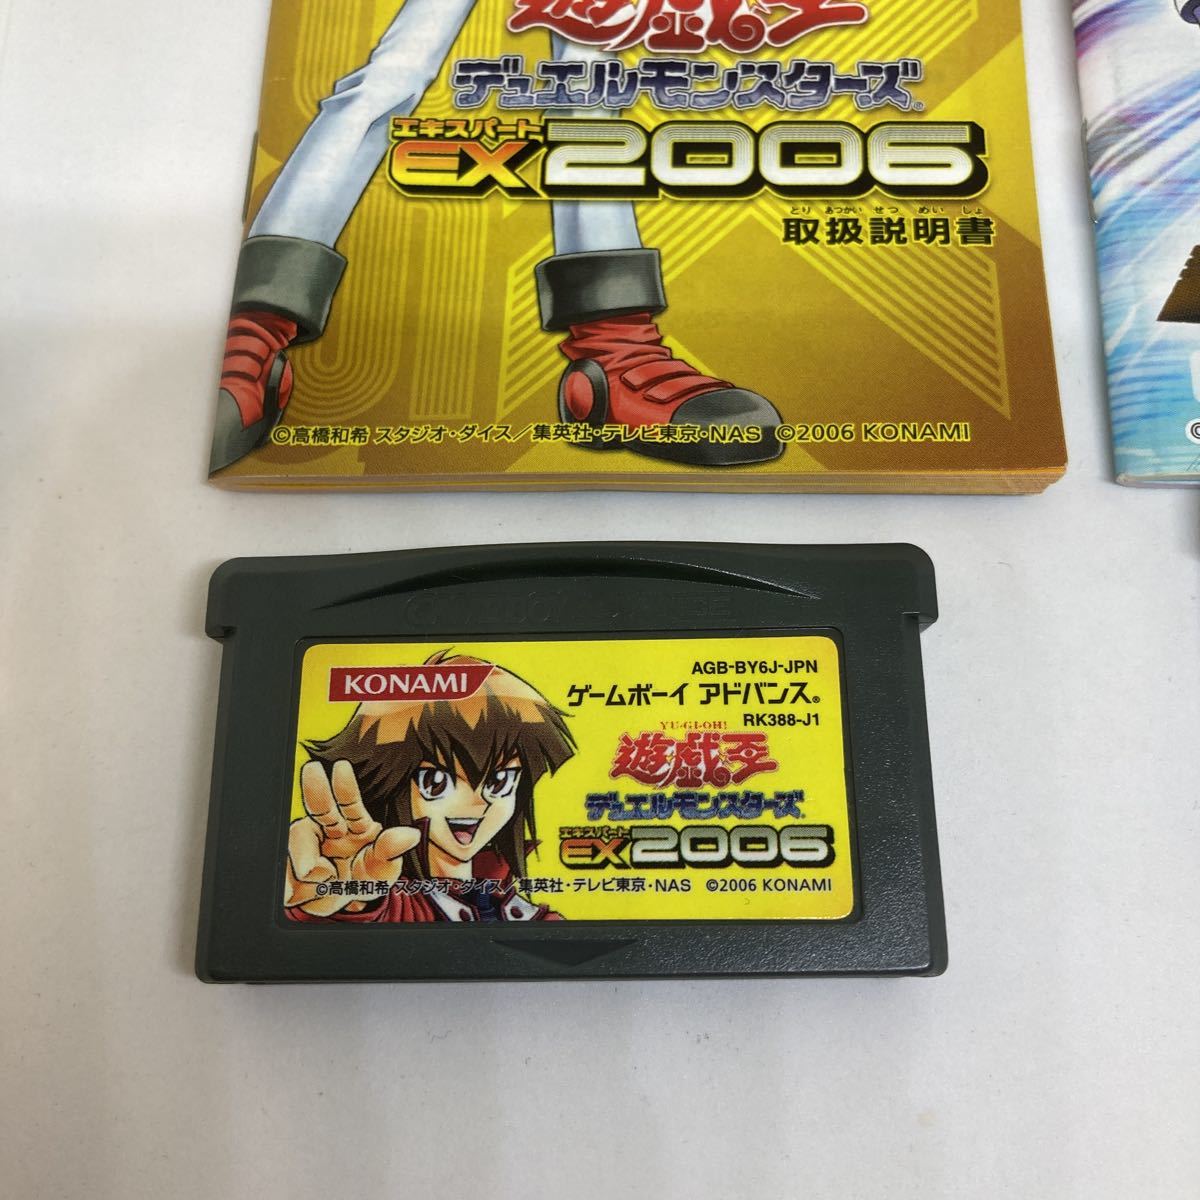 遊戯王
デュエルモンスターズ
エキスパート
EX2006
とり あつかい せつ めい しょ
取扱説明書
©高橋和希 スタジオ・ダイス/集英社・テレビ東京・NAS ©2006 KONAMI
GAME BOY ADVANCE
KONAMI
AGB-BY6J-JPN
ゲームボーイ アドバンス®
RK388-J1
YU-GI-OH!
遊戯王
デュエルモンスターズ
エキスパート
EX2006
©高橋和希 スタジオ・ダイス/集英社・テレビ東京・NAS ©2006 KONAMI
©